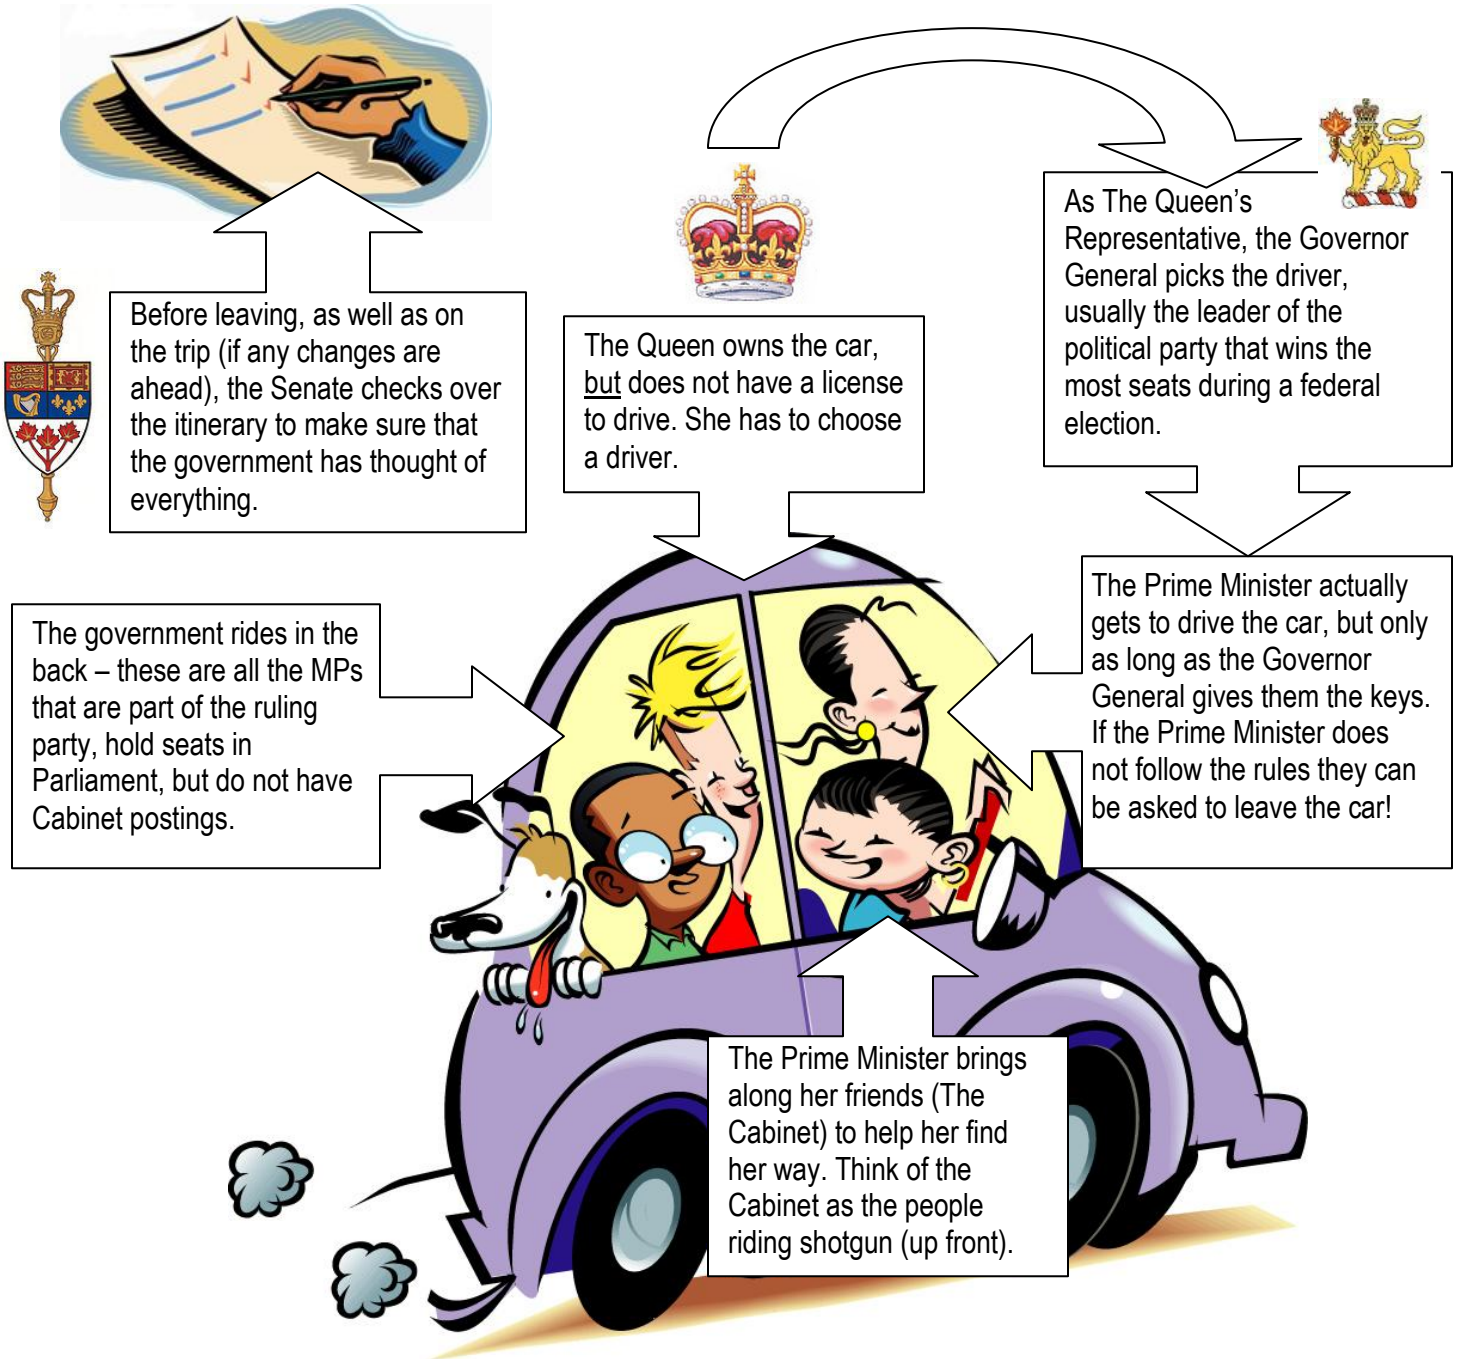 Before leaving, as well as on
the trip (if any changes are
ahead), the Senate checks over
the itinerary to make sure that
the government has thought of
everything.
The Queen owns the car,
but does not have a license
to drive. She has to choose
a driver.
As The Queen’s
Representative, the Governor
General picks the driver,
usually the leader of the
political party that wins the
most seats during a federal
election.
The government rides in the
back – these are all the MPs
that are part of the ruling
party, hold seats in
Parliament, but do not have
Cabinet postings.
The Prime Minister actually
gets to drive the car, but only
as long as the Governor
General gives them the keys.
If the Prime Minister does
not follow the rules they can
be asked to leave the car!
The Prime Minister brings
along her friends (The
Cabinet) to help her find
her way. Think of the
Cabinet as the people
riding shotgun (up front).